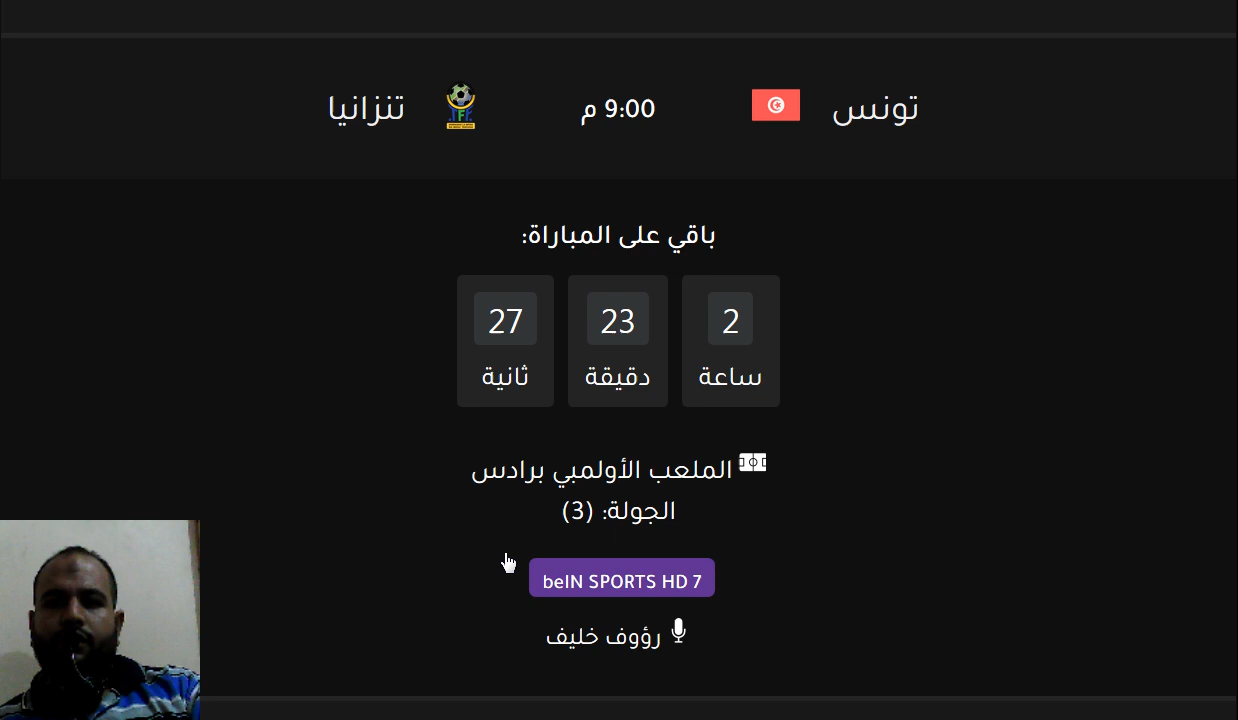 تونس 9:00 م تنزانيا
باقي على المباراة:
2 23 27
ساعة دقيقة ثانية
الملعب الأولمبي برادس
الجولة: (3)
beIN SPORTS HD 7
رؤوف خليف